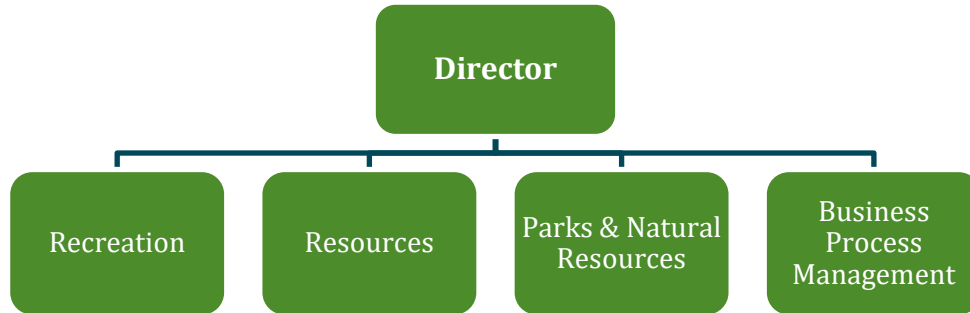 Director
Recreation
Resources
Parks & Natural
Resources
Business
Process
Management